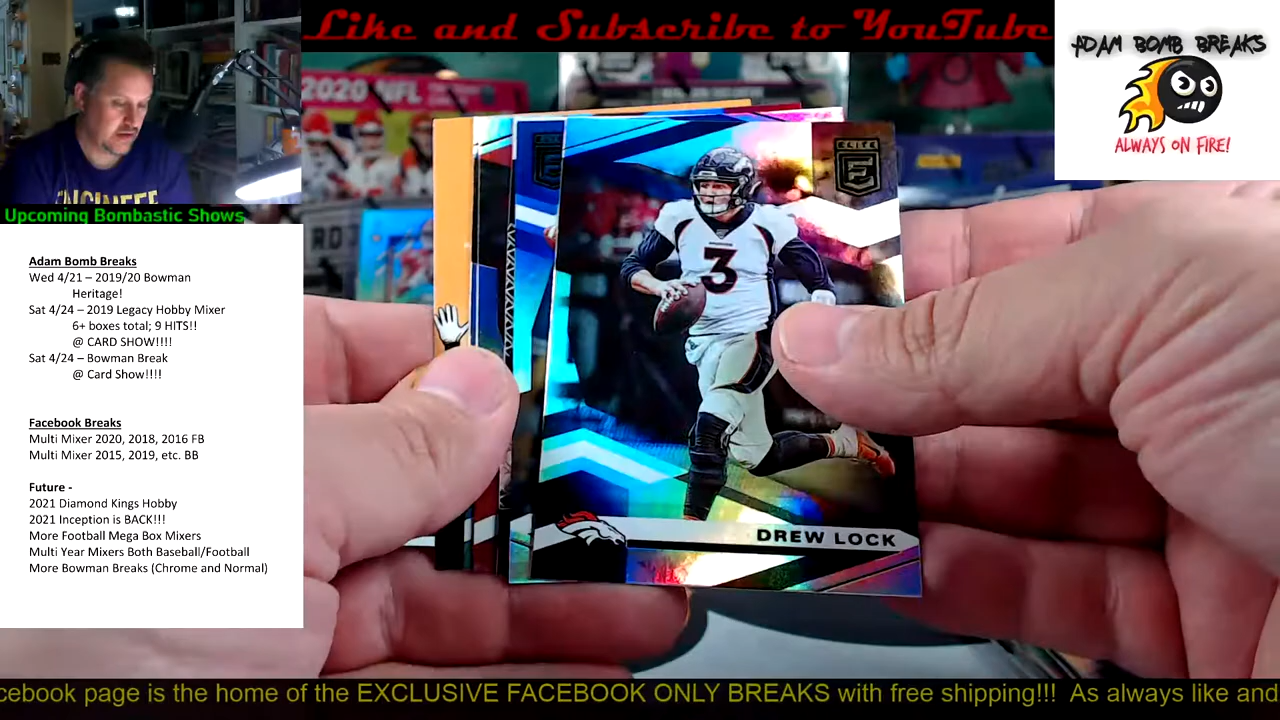 Like and Subscribe to YouTube
ADAM BOMB BREAKS
ALWAYS ON FIRE!
2020 NFL
ELITE
E
3
DREW LOCK
Upcoming Bombastic Shows
Adam Bomb Breaks
Wed 4/21 – 2019/20 Bowman
Heritage!
Sat 4/24 – 2019 Legacy Hobby Mixer
6+ boxes total; 9 HITS!!
@ CARD SHOW!!!!
Sat 4/24 – Bowman Break
@ Card Show!!!!
Facebook Breaks
Multi Mixer 2020, 2018, 2016 FB
Multi Mixer 2015, 2019, etc. BB
Future -
2021 Diamond Kings Hobby
2021 Inception is BACK!!!
More Football Mega Box Mixers
Multi Year Mixers Both Baseball/Football
More Bowman Breaks (Chrome and Normal)
cebook page is the home of the EXCLUSIVE FACEBOOK ONLY BREAKS with free shipping!!! As always like and